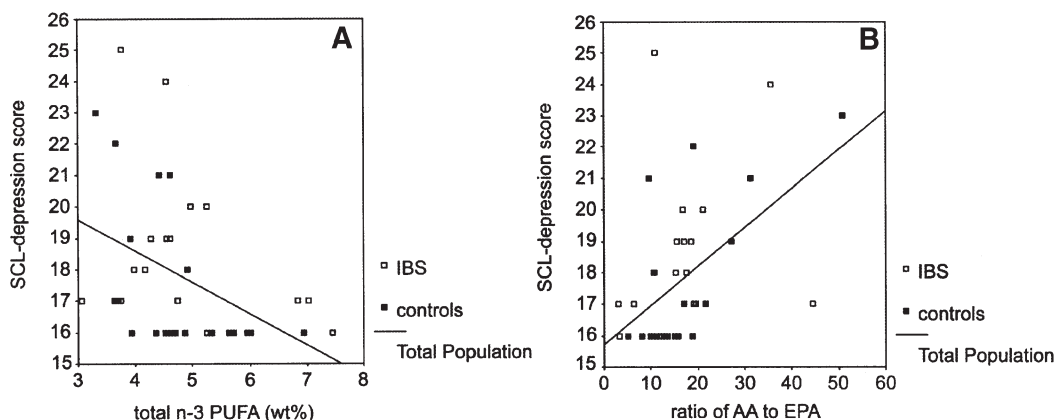 A
SCL-depression score
26
25
24
23
22
21
20
19
18
17
16
15
3 4 5 6 7 8
total n-3 PUFA (wt%)
IBS
controls
Total Population
B
SCL-depression score
26
25
24
23
22
21
20
19
18
17
16
15
0 10 20 30 40 50 60
ratio of AA to EPA
IBS
controls
Total Population